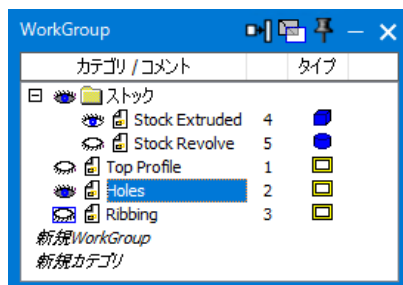 WorkGroup
カテゴリ / コメント タイプ
ストック
Stock Extruded 4
Stock Revolve 5
Top Profile 1
Holes 2
Ribbing 3
新規WorkGroup
新規カテゴリ